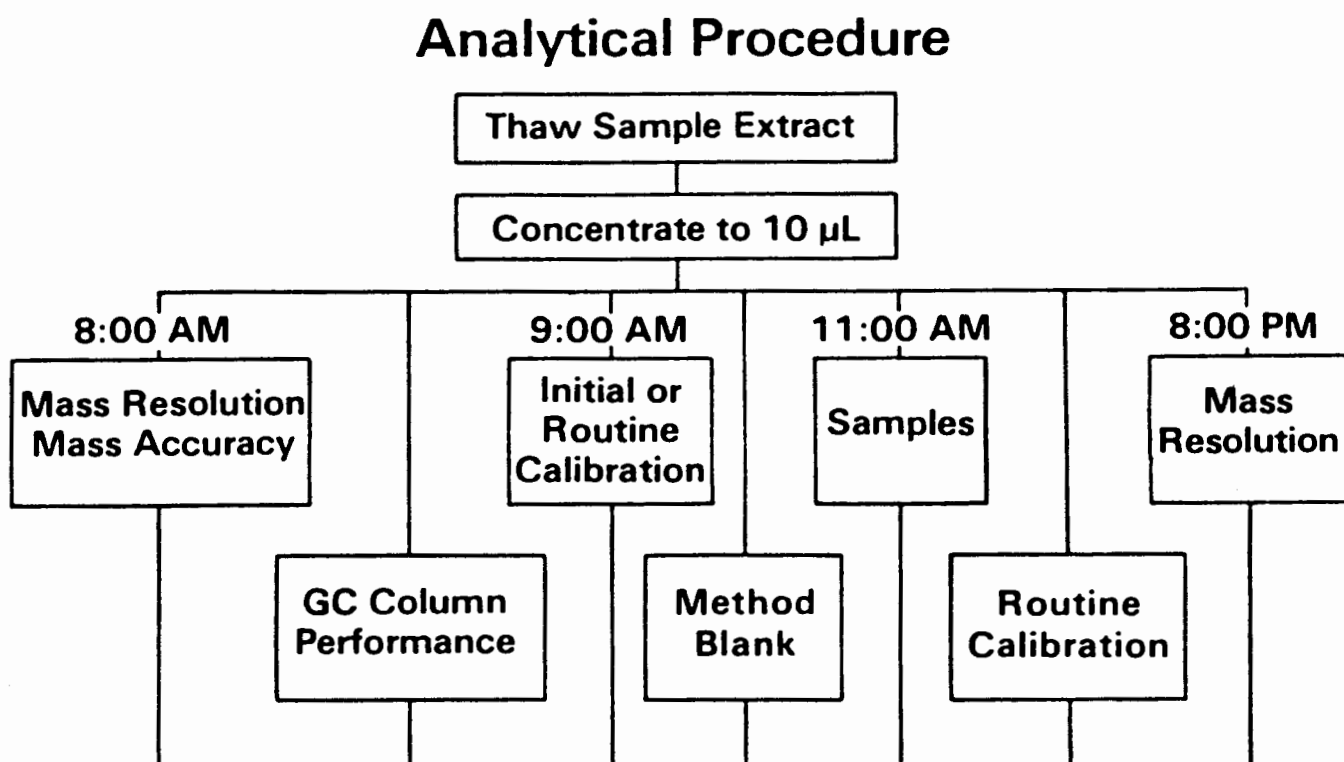 Analytical Procedure
Thaw Sample Extract
Concentrate to 10 µL
8:00 AM
9:00 AM
11:00 AM
8:00 PM
Mass Resolution
Mass Accuracy
Initial or
Routine
Calibration
Samples
Mass
Resolution
GC Column
Performance
Method
Blank
Routine
Calibration